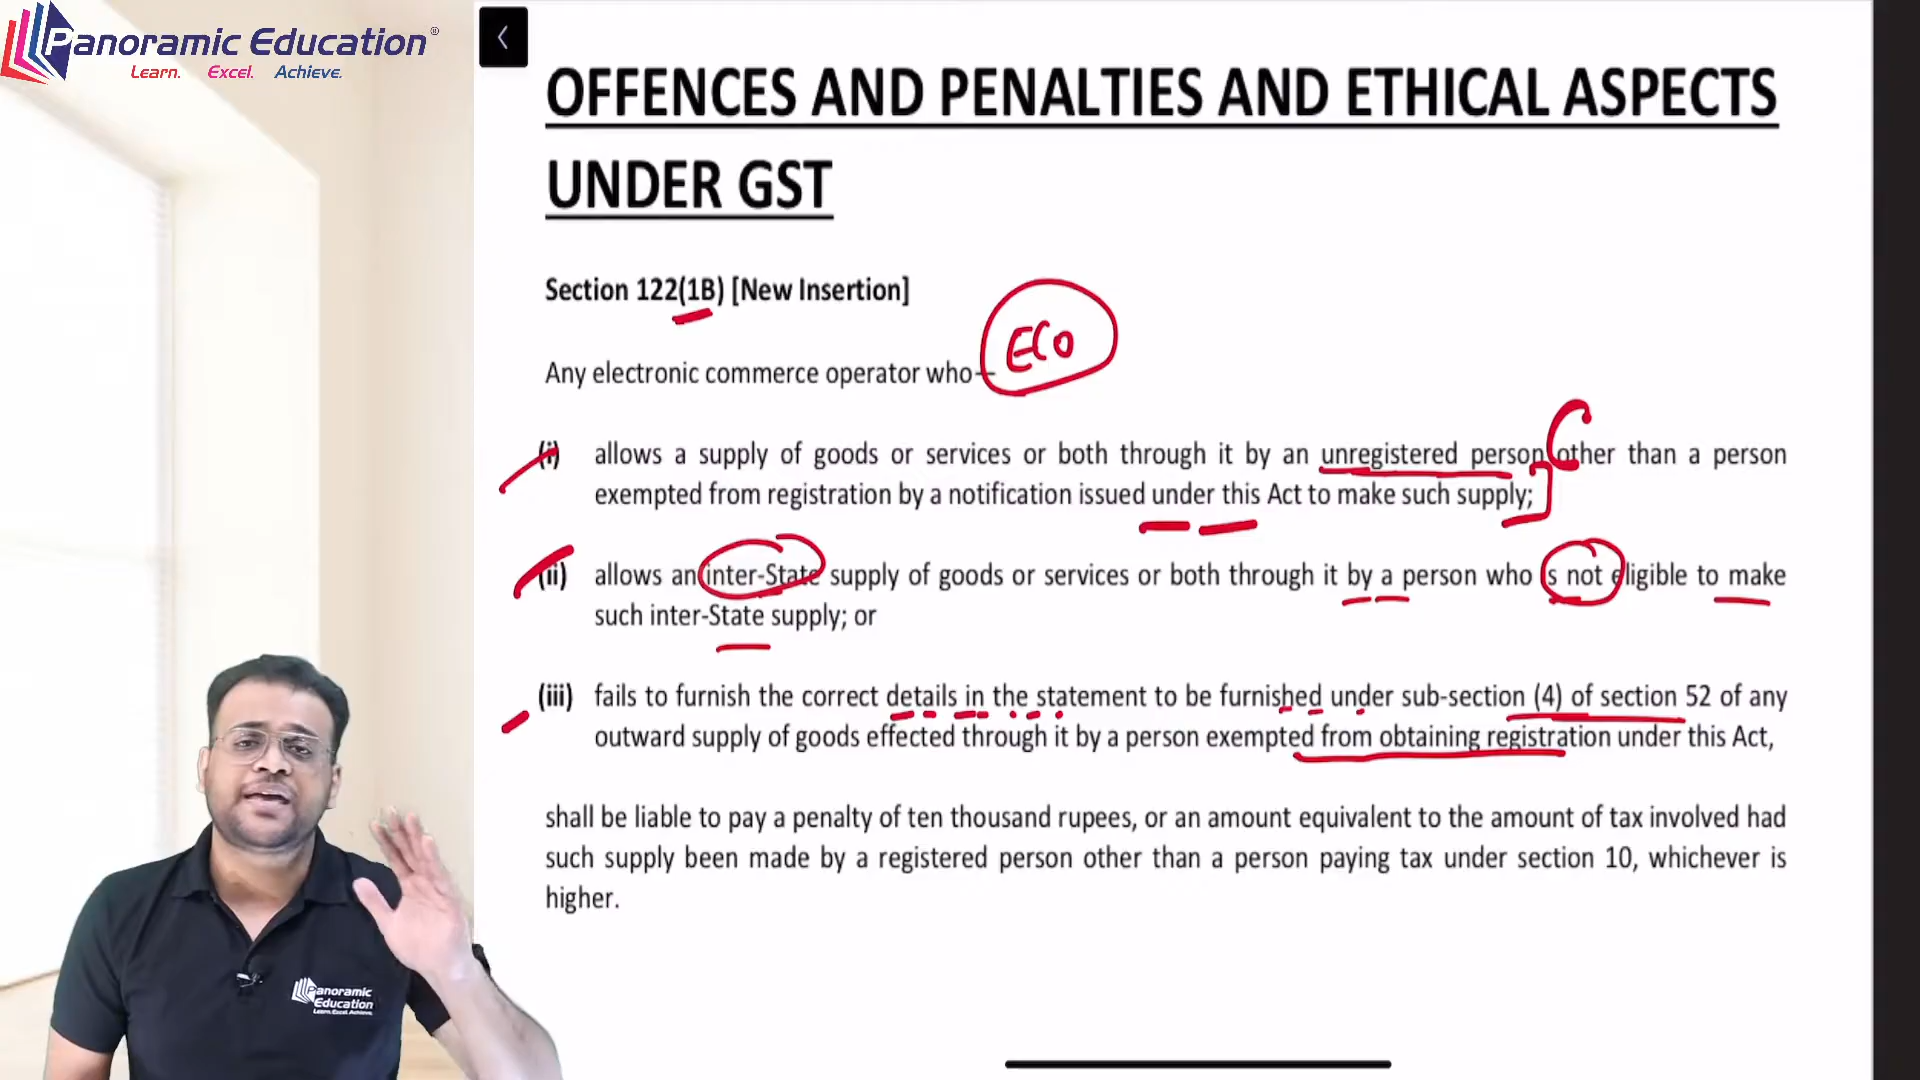 Panoramic Education®
Learn. Excel. Achieve.
OFFENCES AND PENALTIES AND ETHICAL ASPECTS
UNDER GST
Section 122(1B) [New Insertion]
ECO
Any electronic commerce operator who—
(i) allows a supply of goods or services or both through it by an unregistered person other than a person
exempted from registration by a notification issued under this Act to make such supply;
(ii) allows an inter-State supply of goods or services or both through it by a person who is not eligible to make
such inter-State supply; or
(iii) fails to furnish the correct details in the statement to be furnished under sub-section (4) of section 52 of any
outward supply of goods effected through it by a person exempted from obtaining registration under this Act,
shall be liable to pay a penalty of ten thousand rupees, or an amount equivalent to the amount of tax involved had
such supply been made by a registered person other than a person paying tax under section 10, whichever is
higher.
Panoramic
Education
Learn. Excel. Achieve.